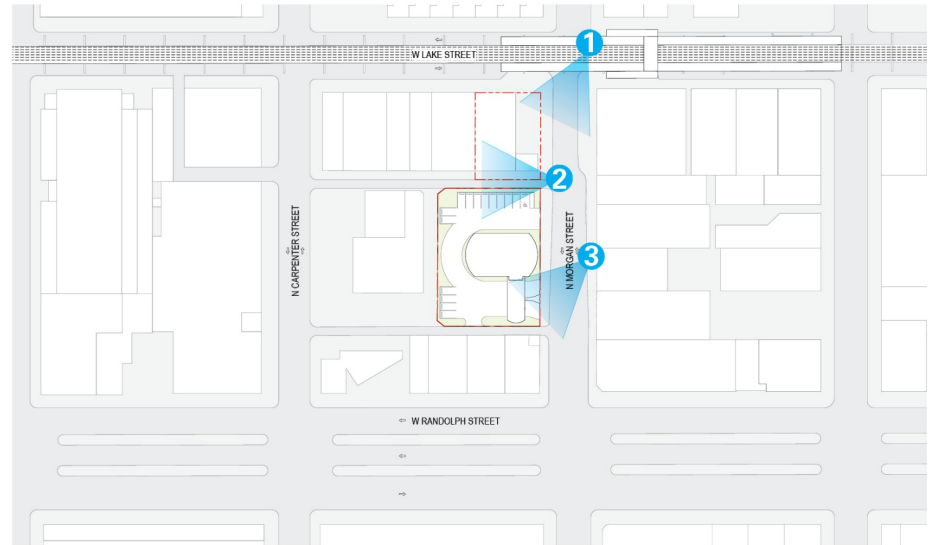 1
W LAKE STREET
2
N CARPENTER STREET
N MORGAN STREET
3
W RANDOLPH STREET